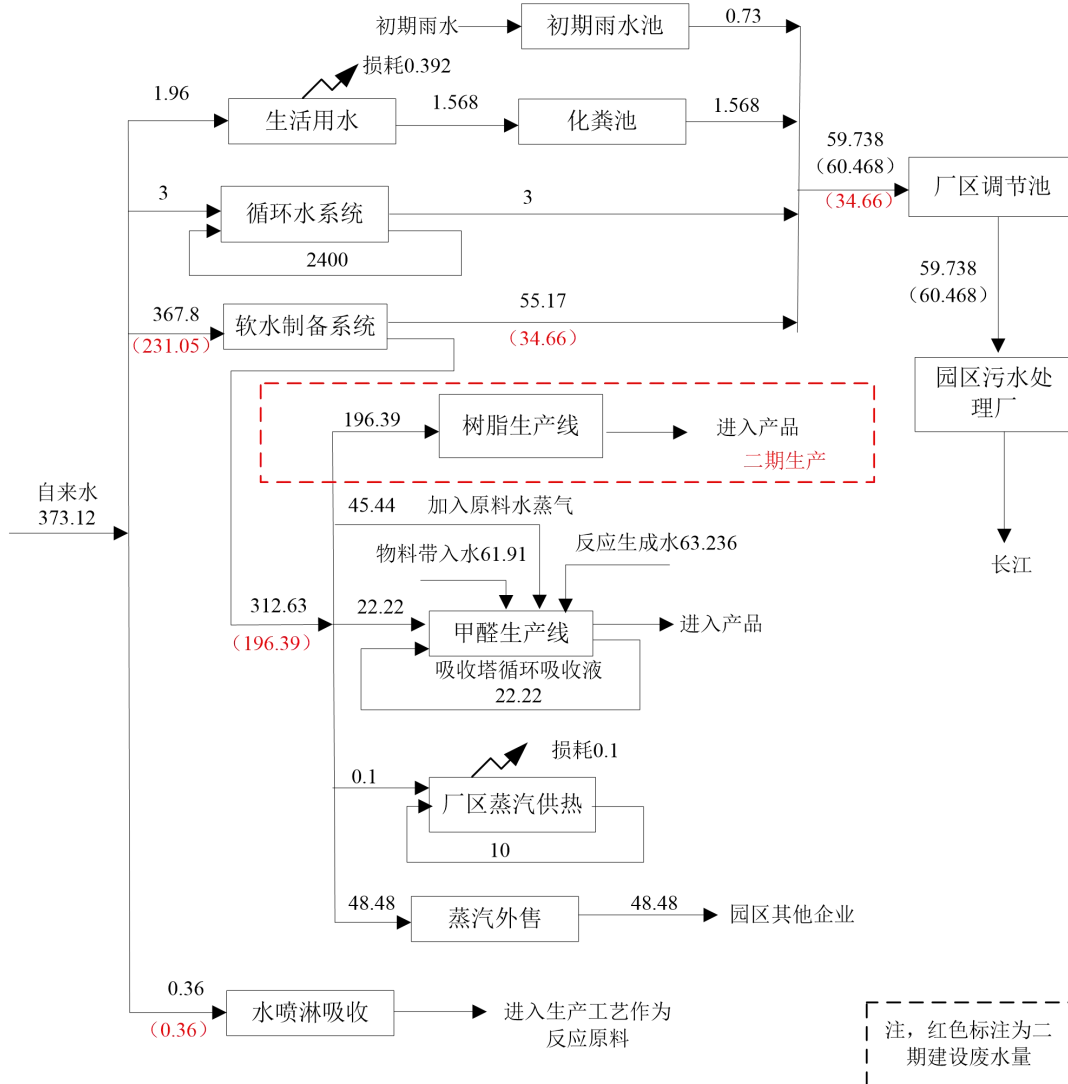 初期雨水
初期雨水池
0.73
损耗0.392
1.96
生活用水
1.568
化粪池
1.568
59.738
（60.468）
（34.66）
厂区调节池
3
循环水系统
3
2400
59.738
（60.468）
367.8
（231.05）
软水制备系统
55.17
（34.66）
园区污水处
理厂
196.39
树脂生产线
进入产品
二期生产
自来水
373.12
45.44
加入原料水蒸气
物料带入水61.91
反应生成水63.236
长江
312.63
（196.39）
22.22
甲醛生产线
进入产品
吸收塔循环吸收液
22.22
损耗0.1
0.1
厂区蒸汽供热
10
48.48
蒸汽外售
48.48
园区其他企业
0.36
（0.36）
水喷淋吸收
进入生产工艺作为
反应原料
注，红色标注为二
期建设废水量